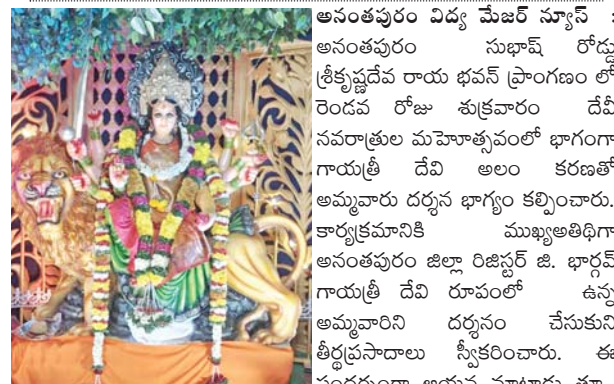 అనంతపురం విద్య మేజర్ న్యూస్ :
అనంతపురం సుభాష్ రోడ్డు
శ్రీకృష్ణదేవ రాయ భవన్ ప్రాంగణం లో
రెండవ రోజు శుక్రవారం దేవీ
నవరాత్రుల మహెూత్సవంలో భాగంగా
గాయత్రీ దేవి అలం కరణతో
అమ్మవారు దర్శన భాగ్యం కల్పించారు.
కార్యక్రమానికి ముఖ్యఅతిథిగా
అనంతపురం జిల్లా రిజిస్టర్ జి. భార్గవ్
గాయత్రీ దేవి రూపంలో ఉన్న
అమ్మవారిని దర్శనం చేసుకుని
తీర్థప్రసాదాలు స్వీకరించారు. ఈ